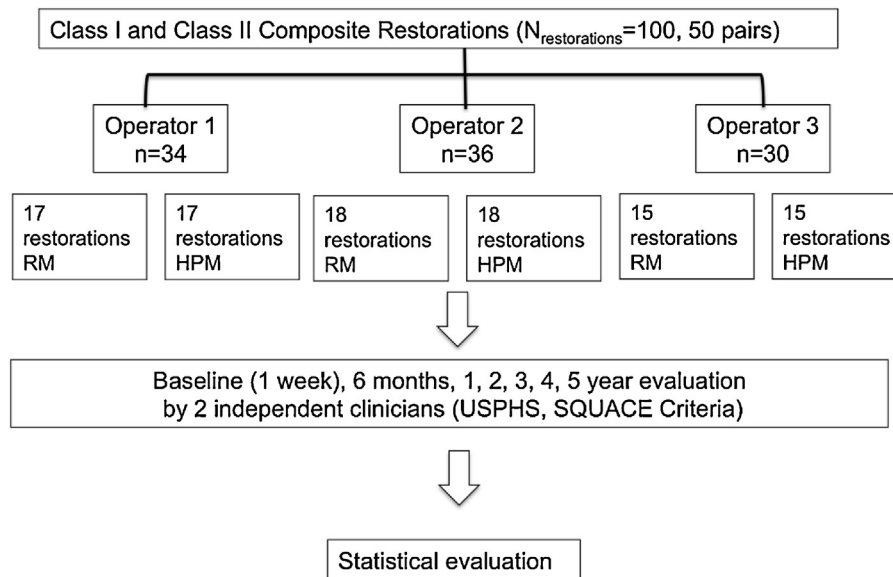 Class I and Class II Composite Restorations (Nrestorations=100, 50 pairs)
Operator 1
n=34
Operator 2
n=36
Operator 3
n=30
17
restorations
RM
17
restorations
HPM
18
restorations
RM
18
restorations
HPM
15
restorations
RM
15
restorations
HPM
Baseline (1 week), 6 months, 1, 2, 3, 4, 5 year evaluation
by 2 independent clinicians (USPHS, SQUACE Criteria)
Statistical evaluation